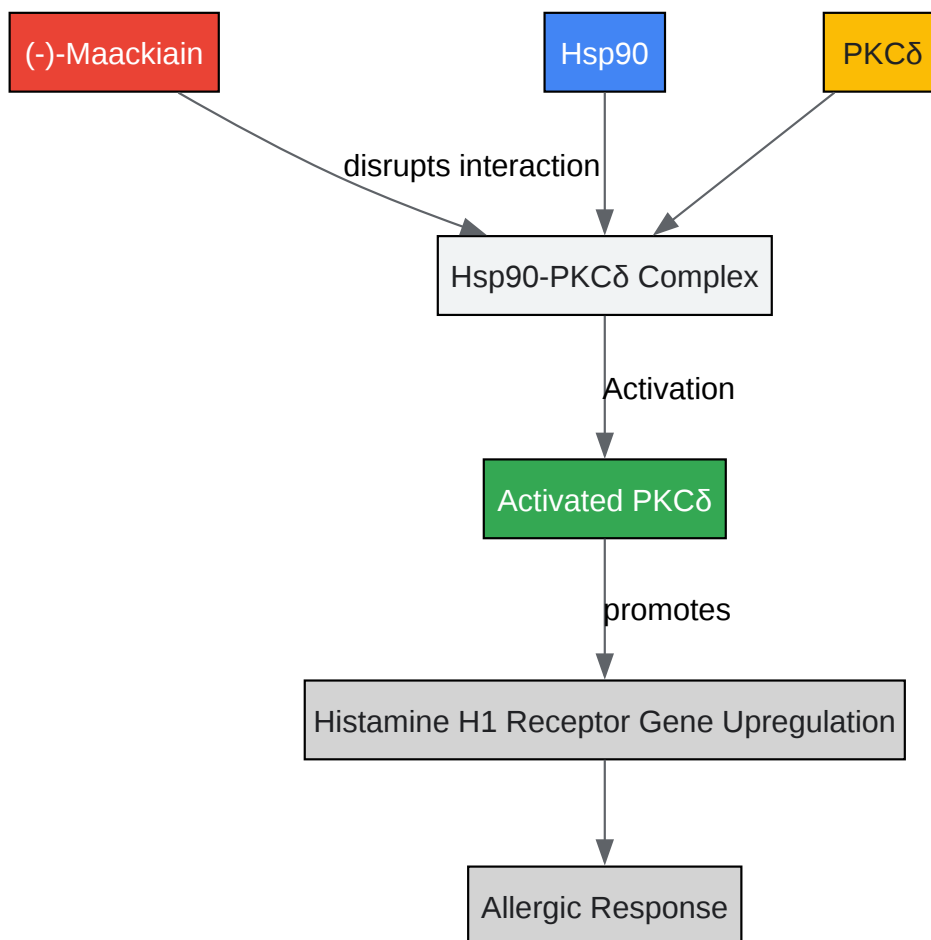 (-)-Maackiain
Hsp90
PKCδ
disrupts interaction
Hsp90-PKCδ Complex
Activation
Activated PKCδ
promotes
Histamine H1 Receptor Gene Upregulation
Allergic Response